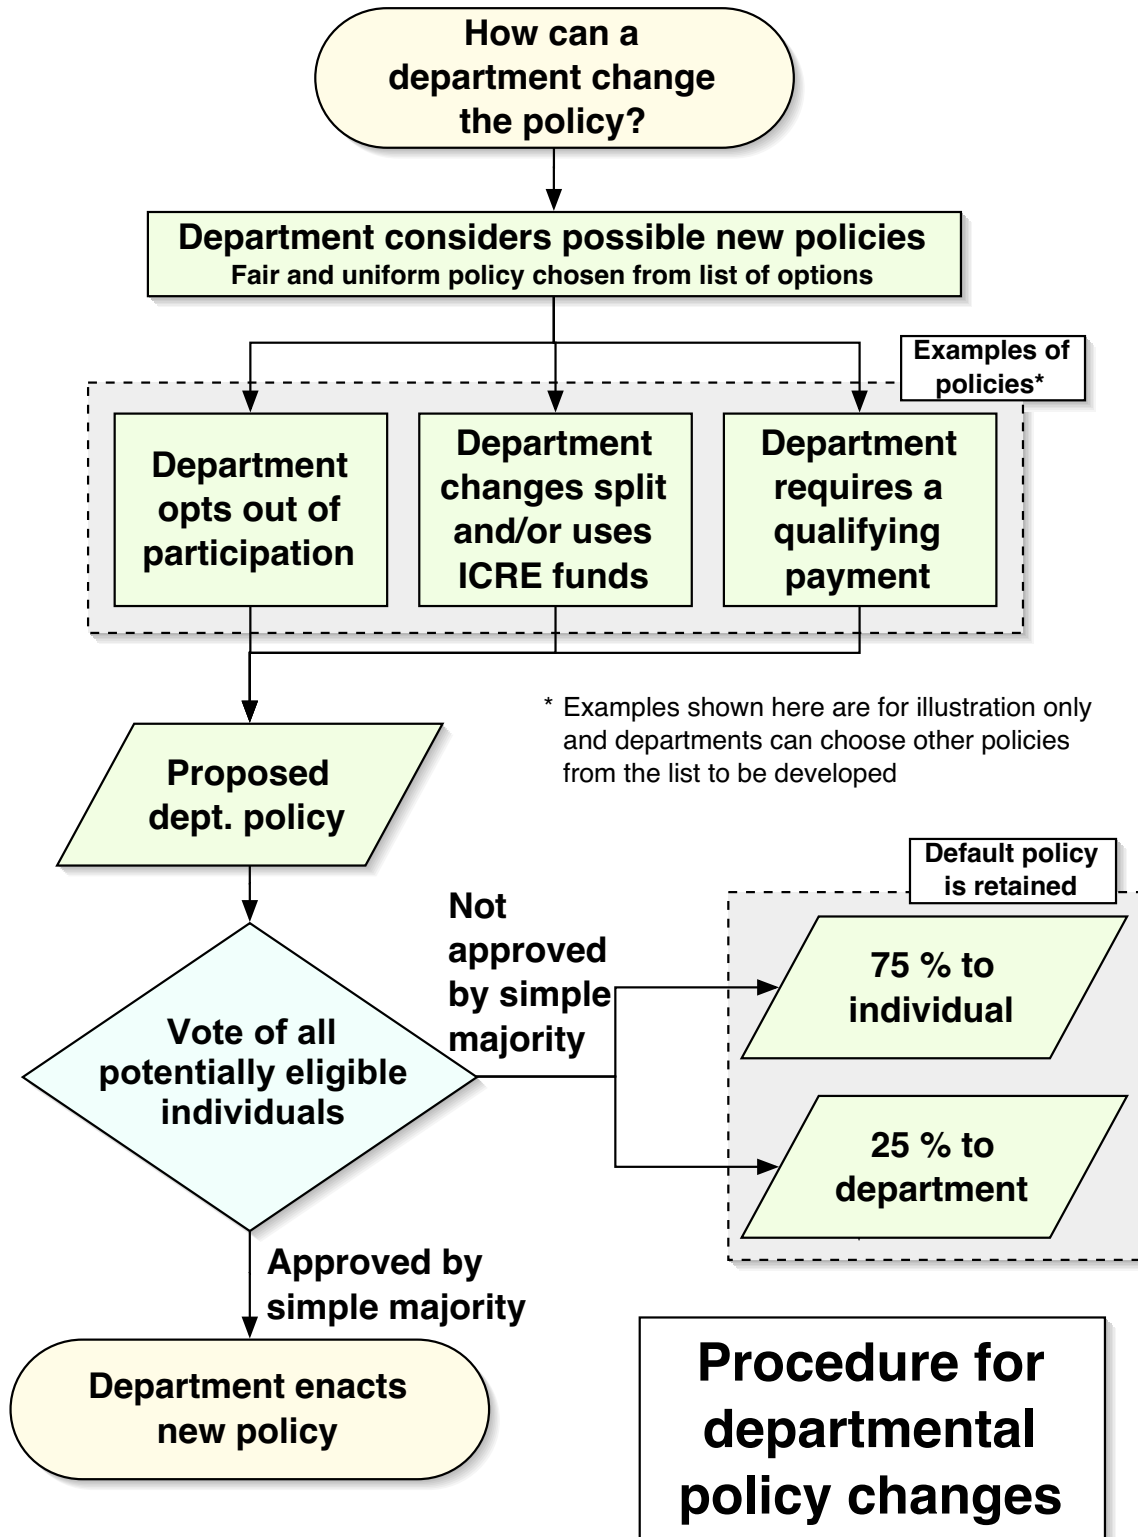 How can a
department change
the policy?
Department considers possible new policies
Fair and uniform policy chosen from list of options
Examples of
policies*
Department
opts out of
participation
Department
changes split
and/or uses
ICRE funds
Department
requires a
qualifying
payment
* Examples shown here are for illustration only
and departments can choose other policies
from the list to be developed
Proposed
dept. policy
Default policy
is retained
Not
approved
by simple
majority
75 % to
individual
Vote of all
potentially eligible
individuals
25 % to
department
Approved by
simple majority
Department enacts
new policy
Procedure for
departmental
policy changes